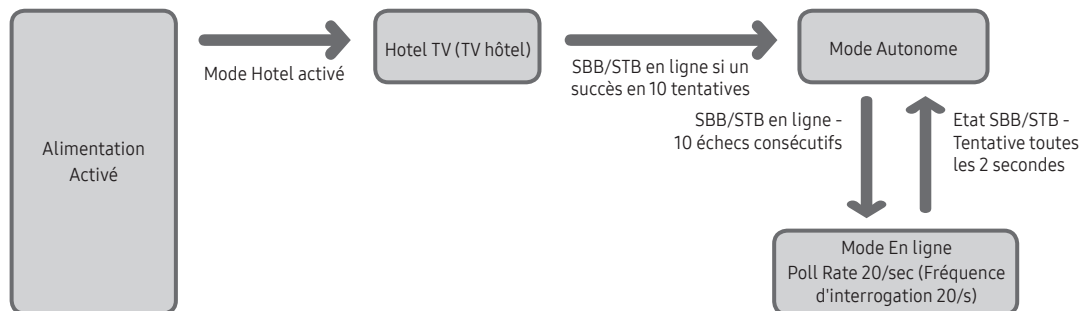 Alimentation
Activé
Mode Hotel activé
Hotel TV (TV hôtel)
SBB/STB en ligne si un
succès en 10 tentatives
Mode Autonome
SBB/STB en ligne -
10 échecs consécutifs
Etat SBB/STB -
Tentative toutes
les 2 secondes
Mode En ligne
Poll Rate 20/sec (Fréquence
d'interrogation 20/s)